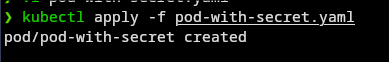 ❯ kubectl apply -f pod-with-secret.yaml
pod/pod-with-secret created